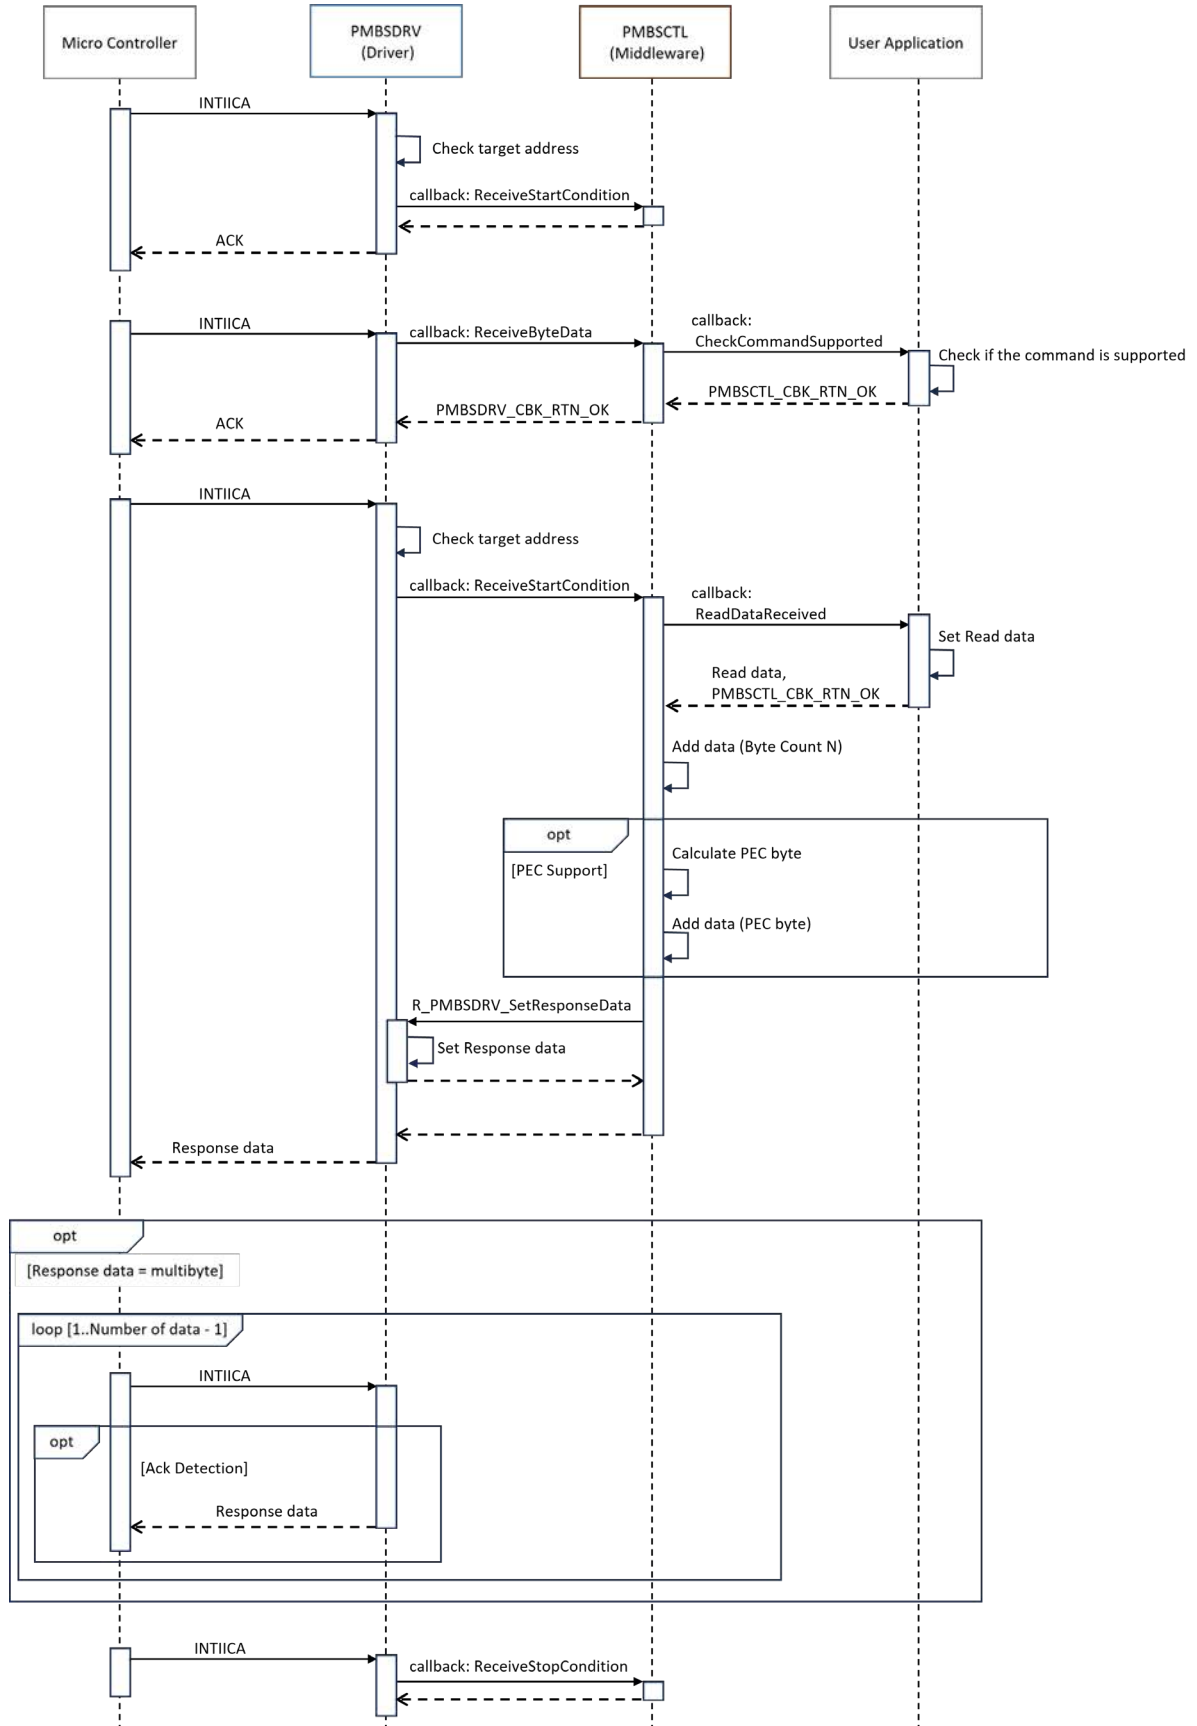 Micro Controller
PMBSDRV
(Driver)
PMBSCTL
(Middleware)
User Application
INTIICA
Check target address
callback: ReceiveStartCondition
ACK
INTIICA
callback: ReceiveByteData
callback:
CheckCommandSupported
Check if the command is supported
PMBSCTL_CBK_RTN_OK
PMBSDRV_CBK_RTN_OK
ACK
INTIICA
Check target address
callback: ReceiveStartCondition
callback:
ReadDataReceived
Set Read data
Read data,
PMBSCTL_CBK_RTN_OK
Add data (Byte Count N)
opt
[PEC Support]
Calculate PEC byte
Add data (PEC byte)
R_PMBSDRV_SetResponseData
Set Response data
Response data
opt
[Response data = multibyte]
loop [1..Number of data - 1]
INTIICA
opt
[Ack Detection]
Response data
INTIICA
callback: ReceiveStopCondition